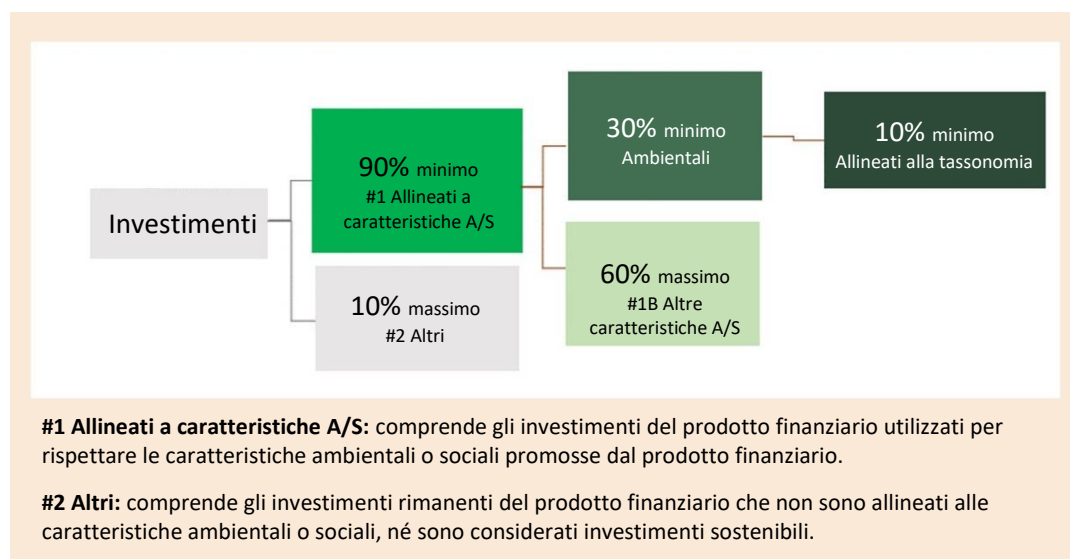 Investimenti
90% minimo
#1 Allineati a
caratteristiche A/S
10% massimo
#2 Altri
30% minimo
Ambientali
60% massimo
#1B Altre
caratteristiche A/S
10% minimo
Allineati alla tassonomia
#1 Allineati a caratteristiche A/S: comprende gli investimenti del prodotto finanziario utilizzati per
rispettare le caratteristiche ambientali o sociali promosse dal prodotto finanziario.
#2 Altri: comprende gli investimenti rimanenti del prodotto finanziario che non sono allineati alle
caratteristiche ambientali o sociali, né sono considerati investimenti sostenibili.